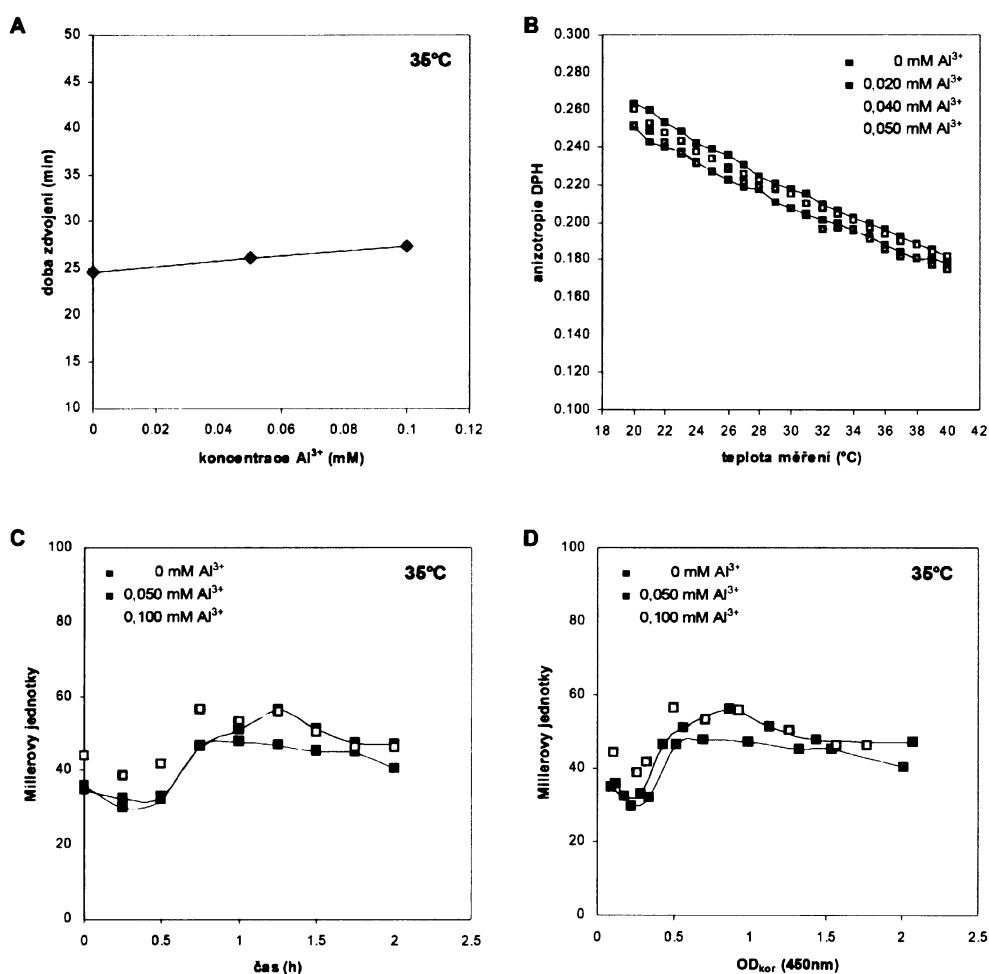 A
35°C
50
45
40
35
30
25
20
15
10
0 0.02 0.04 0.06 0.08 0.1 0.12
doba zdvojení (min)
koncentrace Al³⁺ (mM)
B
0.300
0.280
0.260
0.240
0.220
0.200
0.180
0.160
0.140
0.120
0.100
0 mM Al³⁺
0,020 mM Al³⁺
0,040 mM Al³⁺
0,050 mM Al³⁺
18 20 22 24 26 28 30 32 34 36 38 40 42
anizotropie DPH
teplota měření (°C)
C
35°C
100
80
60
40
20
0
0 mM Al³⁺
0,050 mM Al³⁺
0,100 mM Al³⁺
0 0.5 1 1.5 2 2.5
Millerovy jednotky
čas (h)
D
35°C
100
80
60
40
20
0
0 mM Al³⁺
0,050 mM Al³⁺
0,100 mM Al³⁺
0 0.5 1 1.5 2 2.5
Millerovy jednotky
ODkor (450nm)